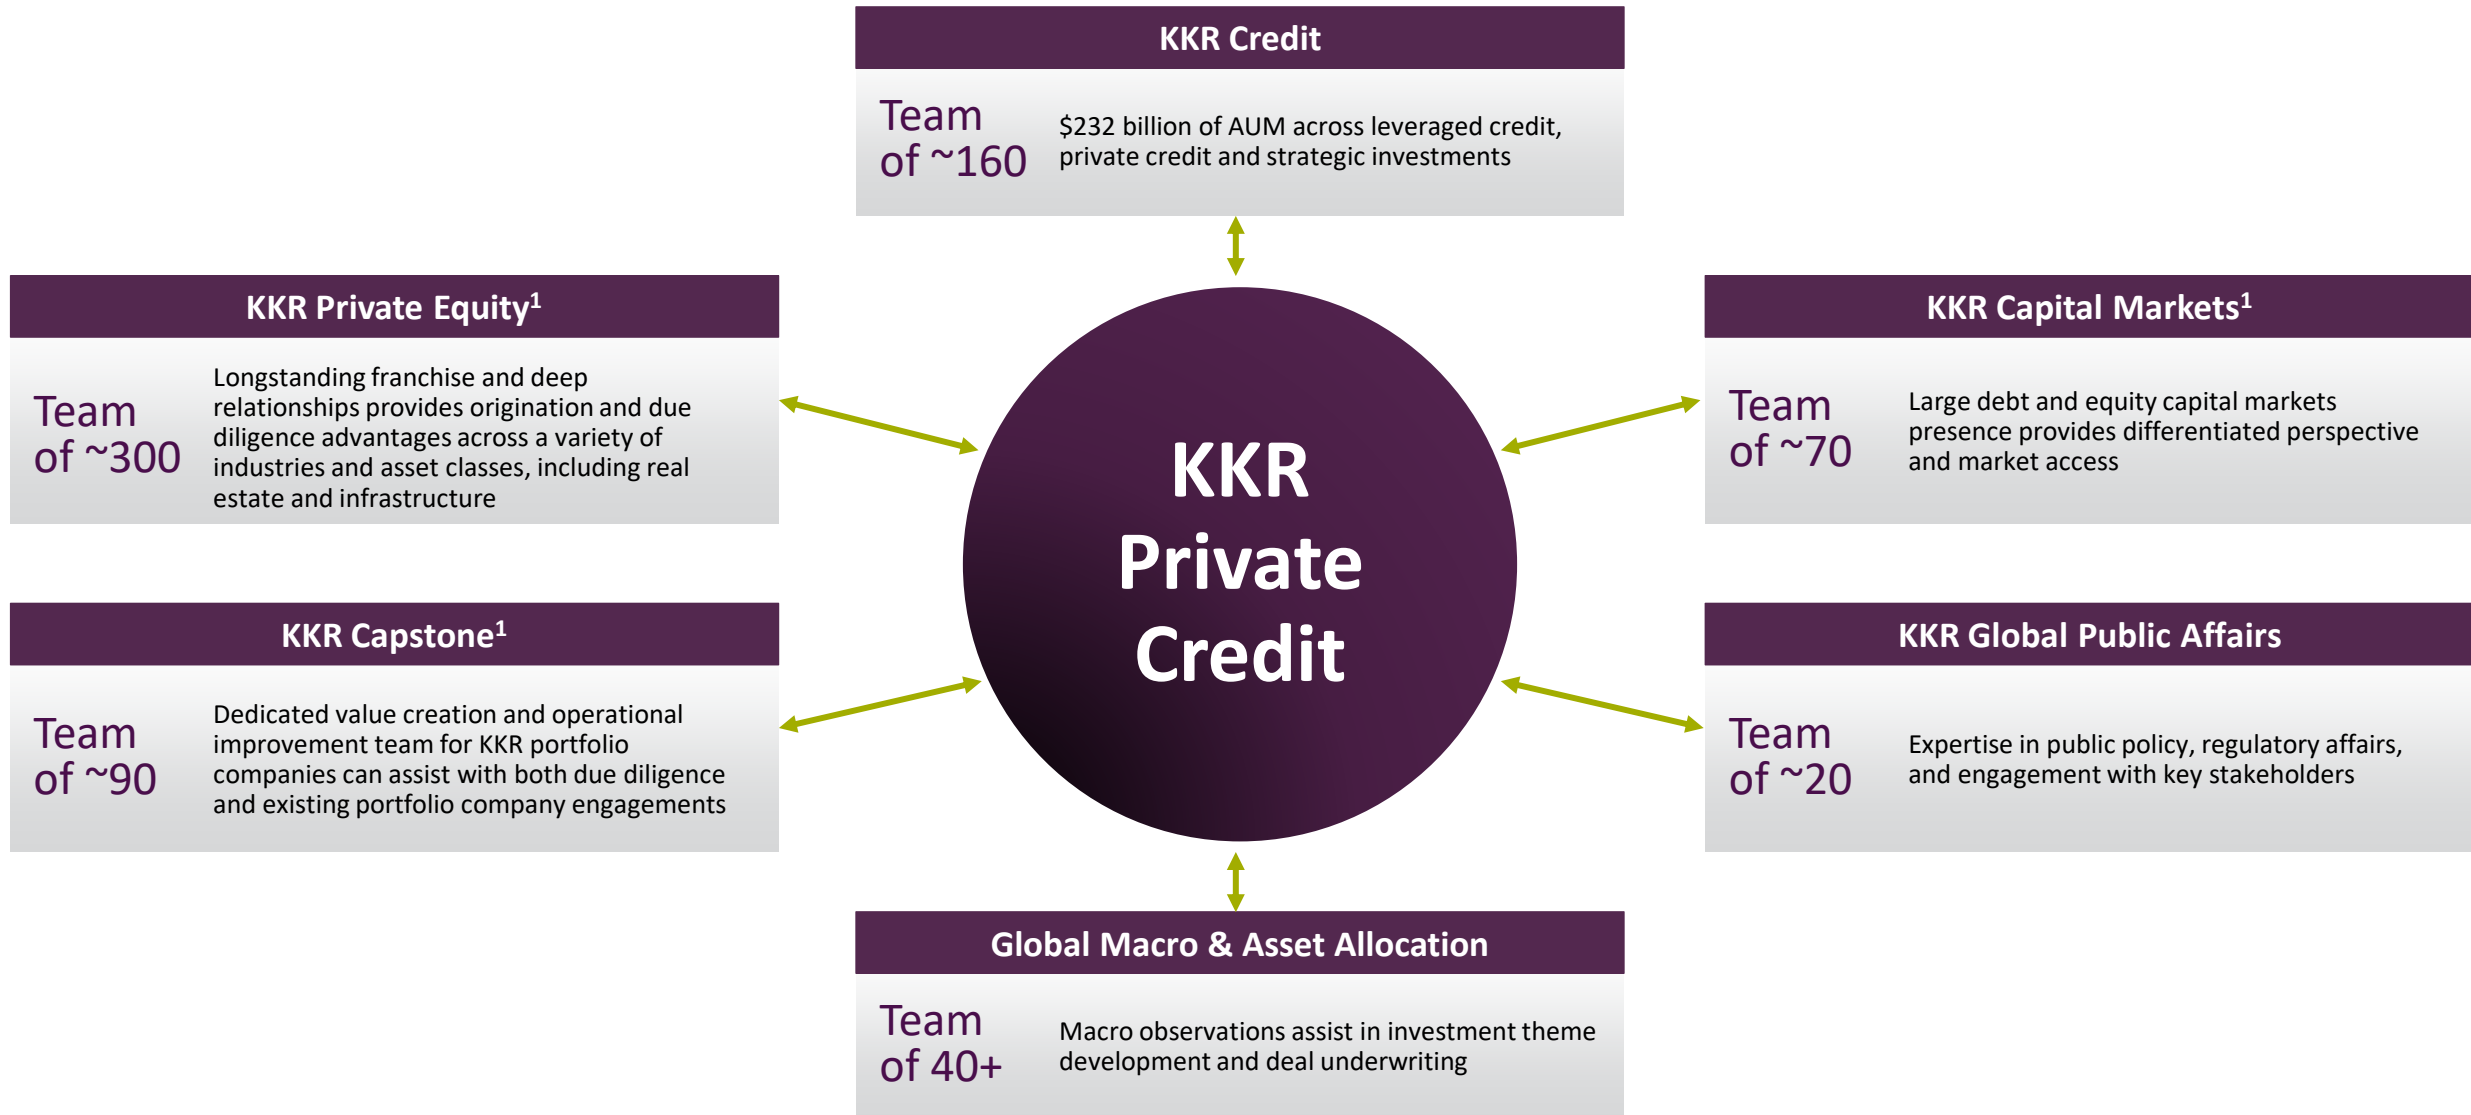 KKR Credit
Team
of ~160
$232 billion of AUM across leveraged credit,
private credit and strategic investments
KKR Private Equity¹
Team
of ~300
Longstanding franchise and deep
relationships provides origination and due
diligence advantages across a variety of
industries and asset classes, including real
estate and infrastructure
KKR Capital Markets¹
Team
of ~70
Large debt and equity capital markets
presence provides differentiated perspective
and market access
KKR
Private
Credit
KKR Capstone¹
Team
of ~90
Dedicated value creation and operational
improvement team for KKR portfolio
companies can assist with both due diligence
and existing portfolio company engagements
KKR Global Public Affairs
Team
of ~20
Expertise in public policy, regulatory affairs,
and engagement with key stakeholders
Global Macro & Asset Allocation
Team
of 40+
Macro observations assist in investment theme
development and deal underwriting